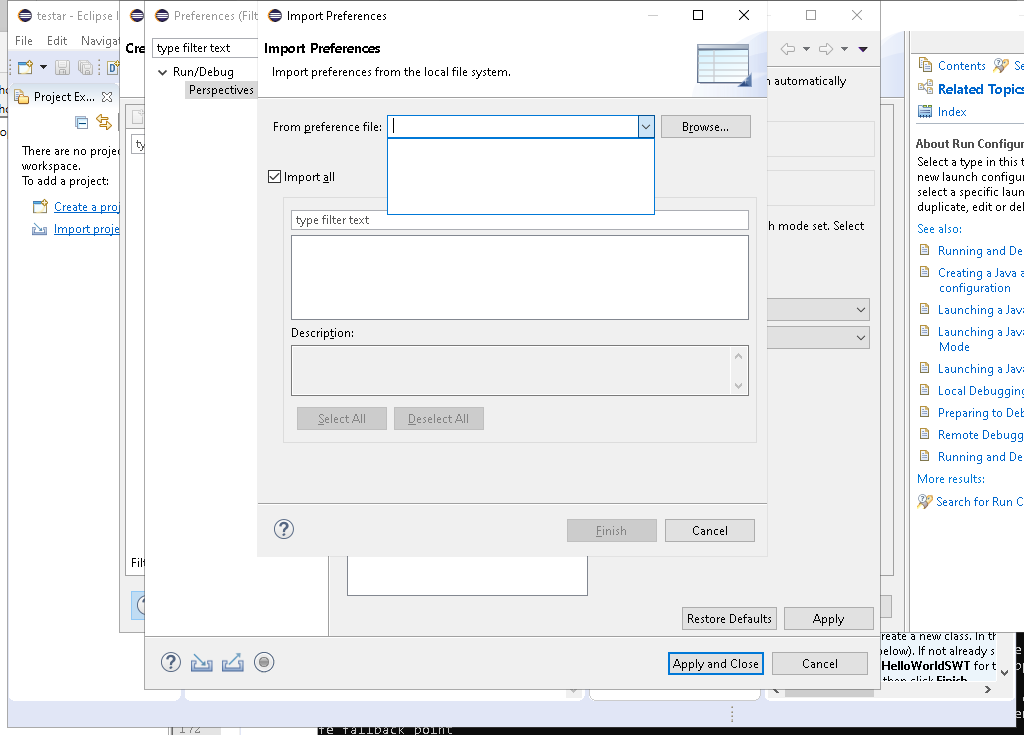 testar - Eclipse I
File
Edit
Navigat
Project Ex...
There are no projec
workspace.
To add a project:
Create a proj
Import proje
Cre
ty
Filt
Preferences (Filt
type filter text
Run/Debug
Perspectives
Import Preferences
Import Preferences
Import preferences from the local file system.
From preference file:
Browse...
Import all
type filter text
Description:
Select All
Deselect All
?
Finish
Cancel
n automatically
h mode set. Select
Restore Defaults
Apply
?
Apply and Close
Cancel
Contents
Se
Related Topics
Index
About Run Configur
Select a type in this t
new launch configur
select a specific laun
duplicate, edit or del
See also:
Running and De
Creating a Java a
configuration
Launching a Java
Launching a Java
Mode
Launching a Java
Local Debugging
Preparing to Deb
Remote Debugg
Running and De
More results:
Search for Run C
reate a new class. In th
below). If not already s
HelloWorldSWT for t
then click Finish.
172
fe fallback point